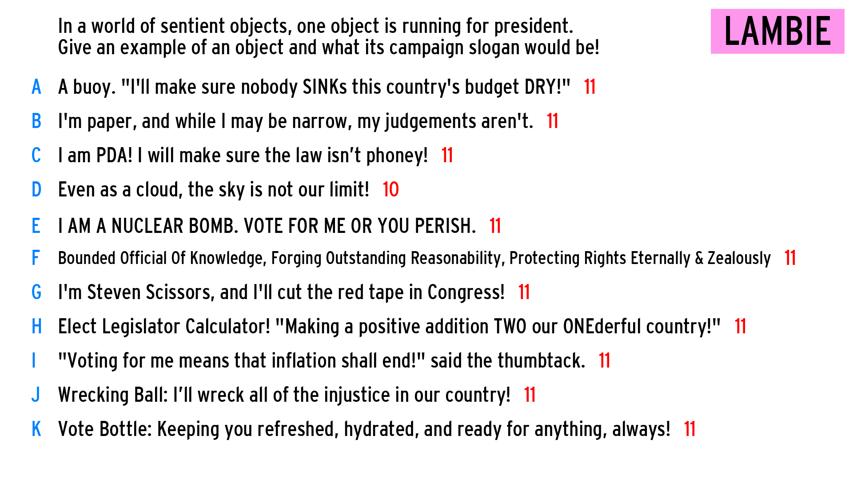 In a world of sentient objects, one object is running for president.
Give an example of an object and what its campaign slogan would be!
LAMBIE
A A buoy. "I'll make sure nobody SINKs this country's budget DRY!" 11
B I'm paper, and while I may be narrow, my judgements aren't. 11
C I am PDA! I will make sure the law isn’t phoney! 11
D Even as a cloud, the sky is not our limit! 10
E I AM A NUCLEAR BOMB. VOTE FOR ME OR YOU PERISH. 11
F Bounded Official Of Knowledge, Forging Outstanding Reasonability, Protecting Rights Eternally & Zealously 11
G I'm Steven Scissors, and I'll cut the red tape in Congress! 11
H Elect Legislator Calculator! "Making a positive addition TWO our ONEderful country!" 11
I "Voting for me means that inflation shall end!" said the thumbtack. 11
J Wrecking Ball: I’ll wreck all of the injustice in our country! 11
K Vote Bottle: Keeping you refreshed, hydrated, and ready for anything, always! 11